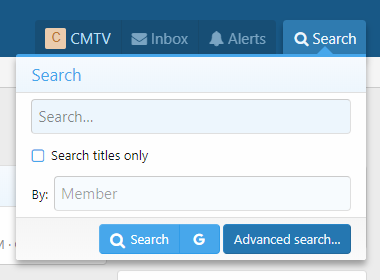 C CMTV Inbox Alerts Search
Search
Search...
Search titles only
By: Member
Search G Advanced search...